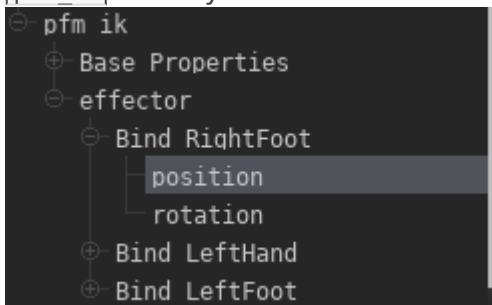 pfm ik
Base Properties
effector
Bind RightFoot
position
rotation
Bind LeftHand
Bind LeftFoot